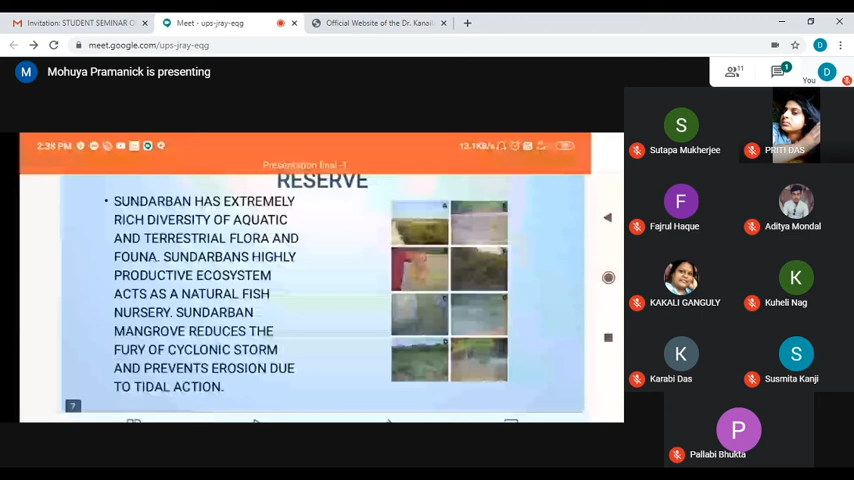 Invitation: STUDENT SEMINAR O
Meet - ups-jray-eqg
Official Website of the Dr. Kanail
meet.google.com/ups-jray-eqg
D
M
Mohuya Pramanick is presenting
11
1
D
You
2:38 PM
13.1KB/s
Presentation final -1
RESERVE
• SUNDARBAN HAS EXTREMELY
RICH DIVERSITY OF AQUATIC
AND TERRESTRIAL FLORA AND
FOUNA. SUNDARBANS HIGHLY
PRODUCTIVE ECOSYSTEM
ACTS AS A NATURAL FISH
NURSERY. SUNDARBAN
MANGROVE REDUCES THE
FURY OF CYCLONIC STORM
AND PREVENTS EROSION DUE
TO TIDAL ACTION.
A
7
S
Sutapa Mukherjee
PRITI DAS
F
Fajrul Haque
Aditya Mondal
KAKALI GANGULY
K
Kuheli Nag
K
Karabi Das
S
Susmita Kanji
P
Pallabi Bhukta